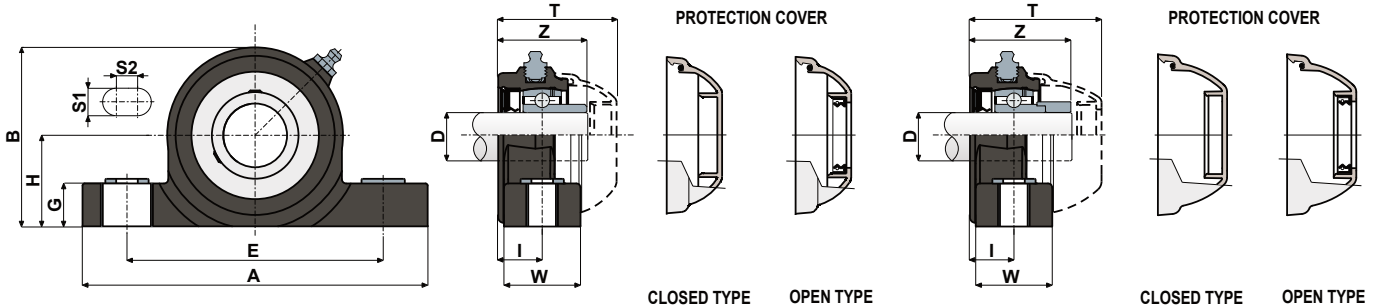 S2
S1
B
H
G
E
A
T
Z
D
I
W
PROTECTION COVER
CLOSED TYPE
OPEN TYPE
T
Z
D
I
W
PROTECTION COVER
CLOSED TYPE
OPEN TYPE